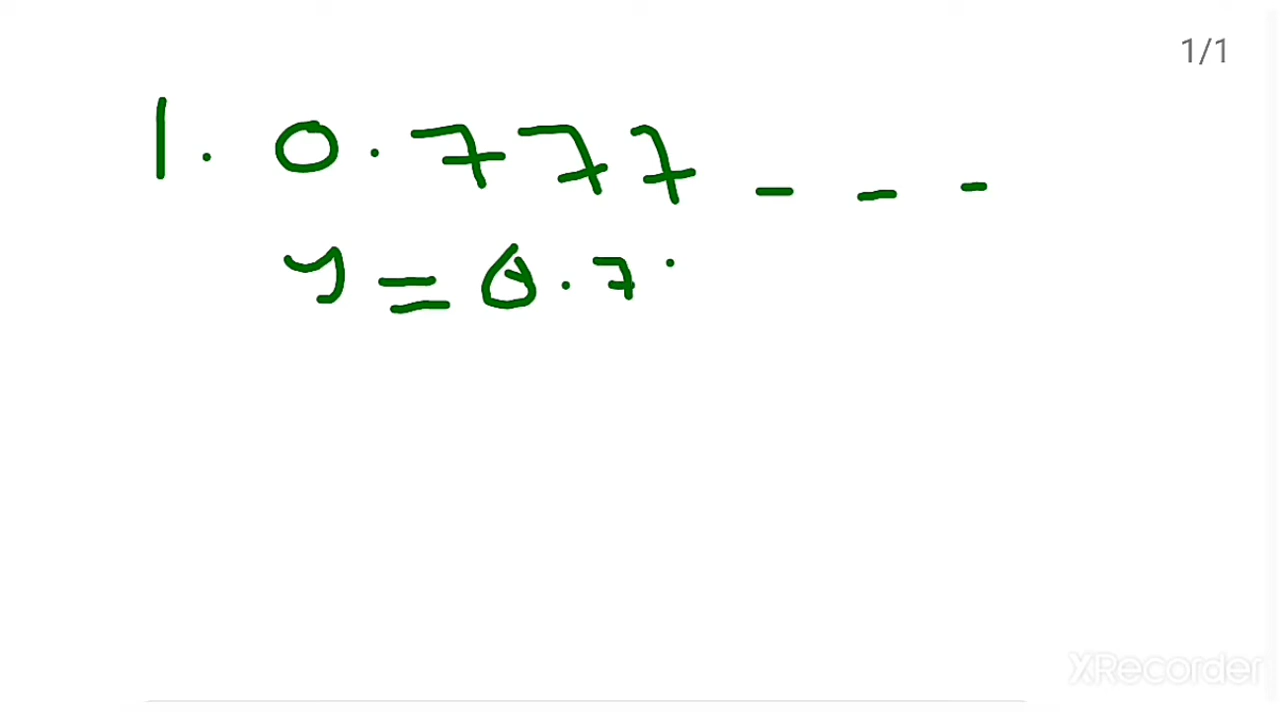 1/1
1. 0.777 - - -
y = 0.7
XRecorder